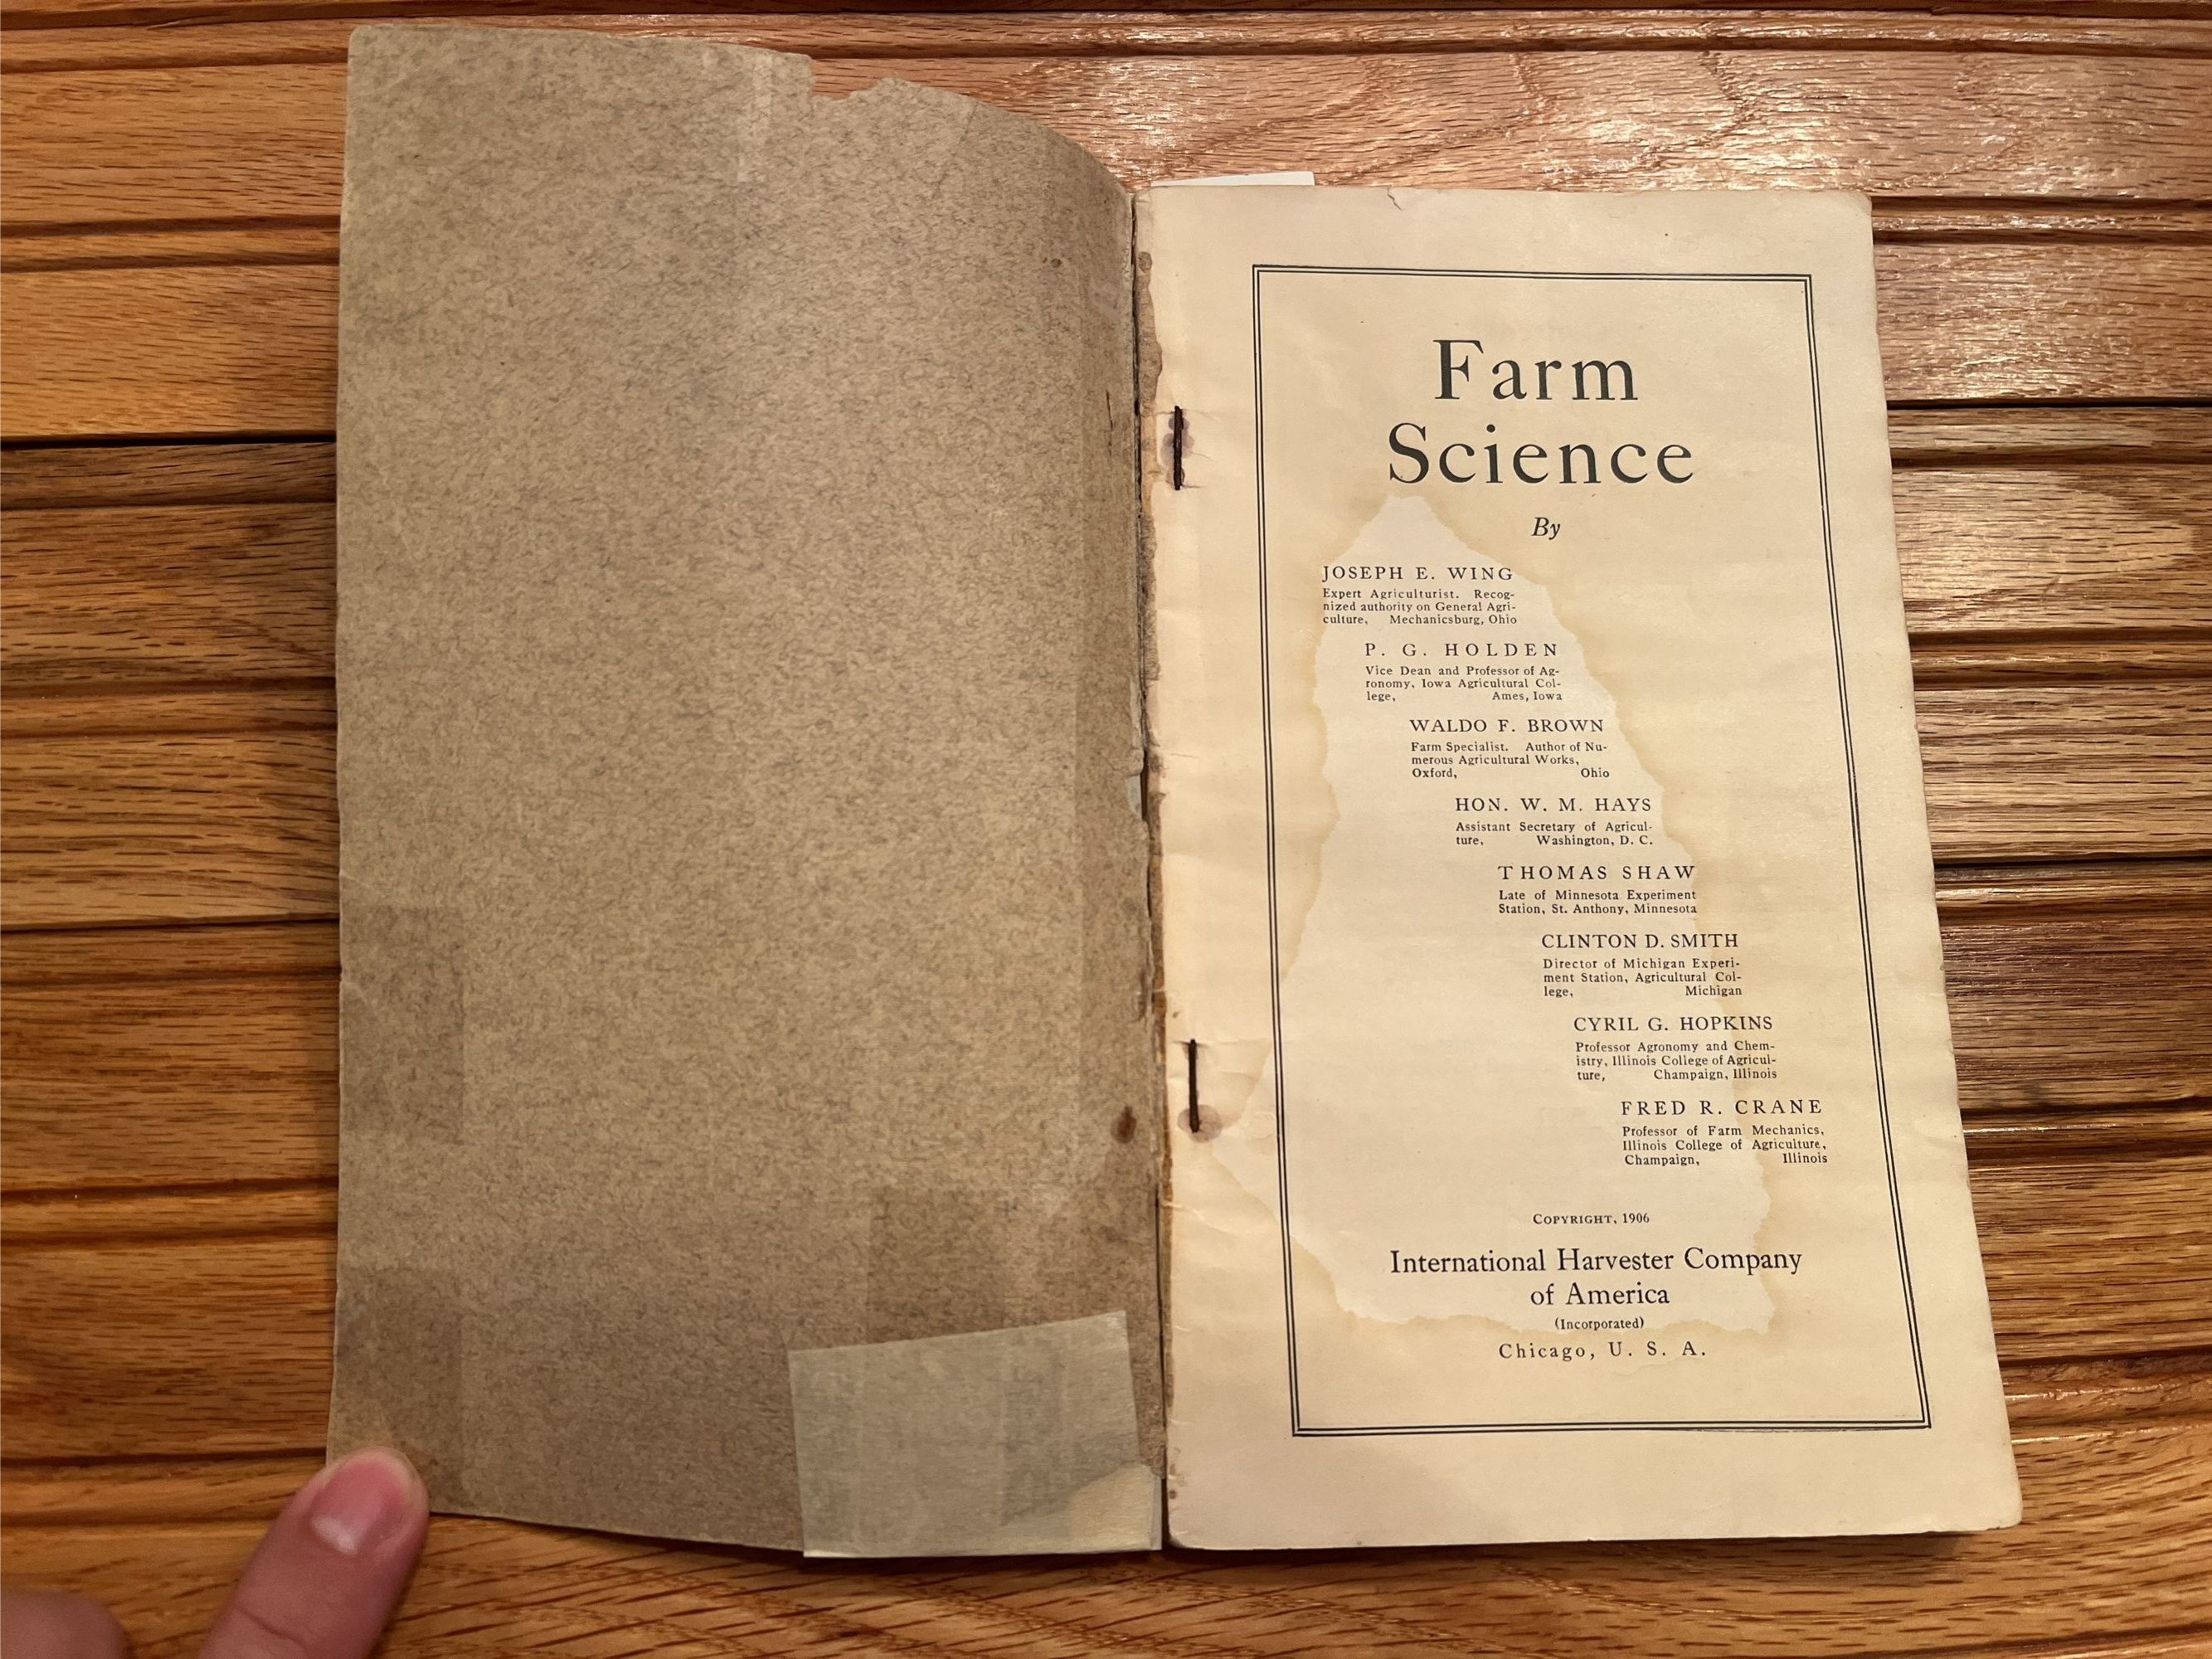 Farm
Science
By
JOSEPH E. WING
Expert Agriculturist. Recog-
nized authority on General Agri-
culture, Mechanicsburg, Ohio
P. G. HOLDEN
Vice Dean and Professor of Ag-
ronomy, Iowa Agricultural Col-
lege, Ames, Iowa
WALDO F. BROWN
Farm Specialist. Author of Nu-
merous Agricultural Works,
Oxford, Ohio
HON. W. M. HAYS
Assistant Secretary of Agricul-
ture, Washington, D. C.
THOMAS SHAW
Late of Minnesota Experiment
Station, St. Anthony, Minnesota
CLINTON D. SMITH
Director of Michigan Experi-
ment Station, Agricultural Col-
lege, Michigan
CYRIL G. HOPKINS
Professor Agronomy and Chem-
istry, Illinois College of Agricul-
ture, Champaign, Illinois
FRED R. CRANE
Professor of Farm Mechanics,
Illinois College of Agriculture,
Champaign, Illinois
COPYRIGHT, 1906
International Harvester Company
of America
(Incorporated)
Chicago, U. S. A.